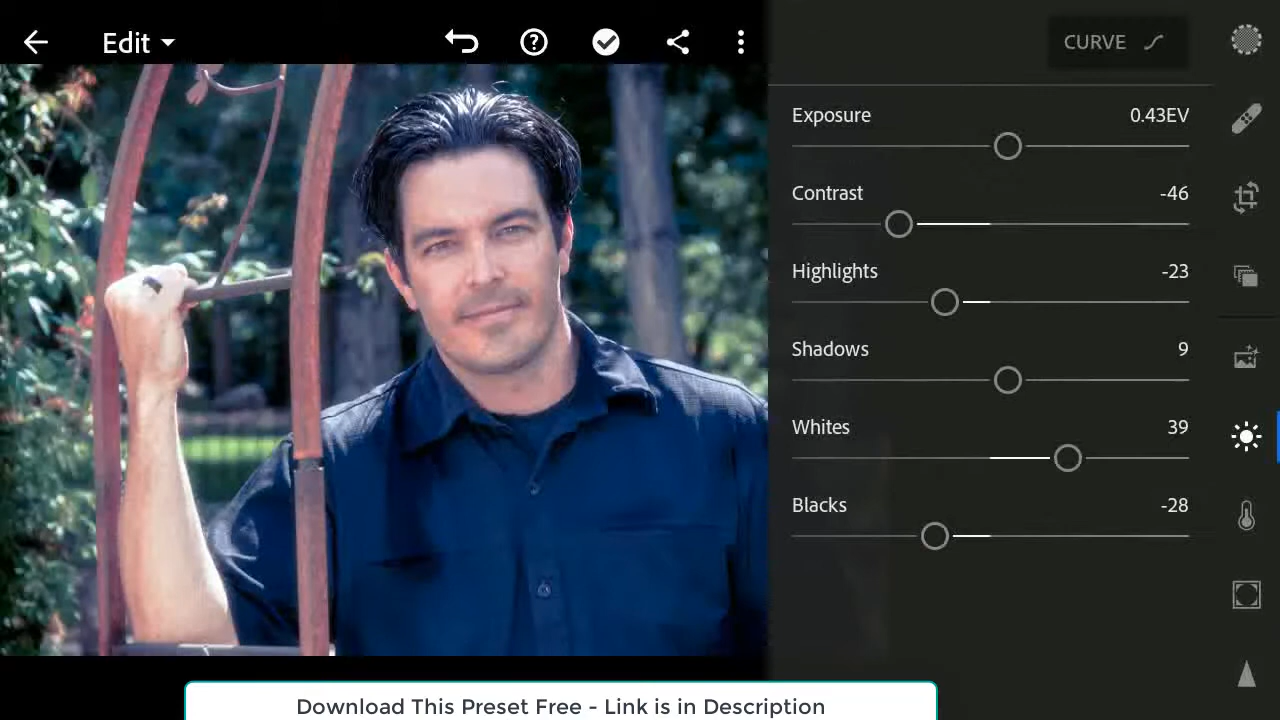 Edit
CURVE
Exposure 0.43EV
Contrast -46
Highlights -23
Shadows 9
Whites 39
Blacks -28
Download This Preset Free - Link is in Description